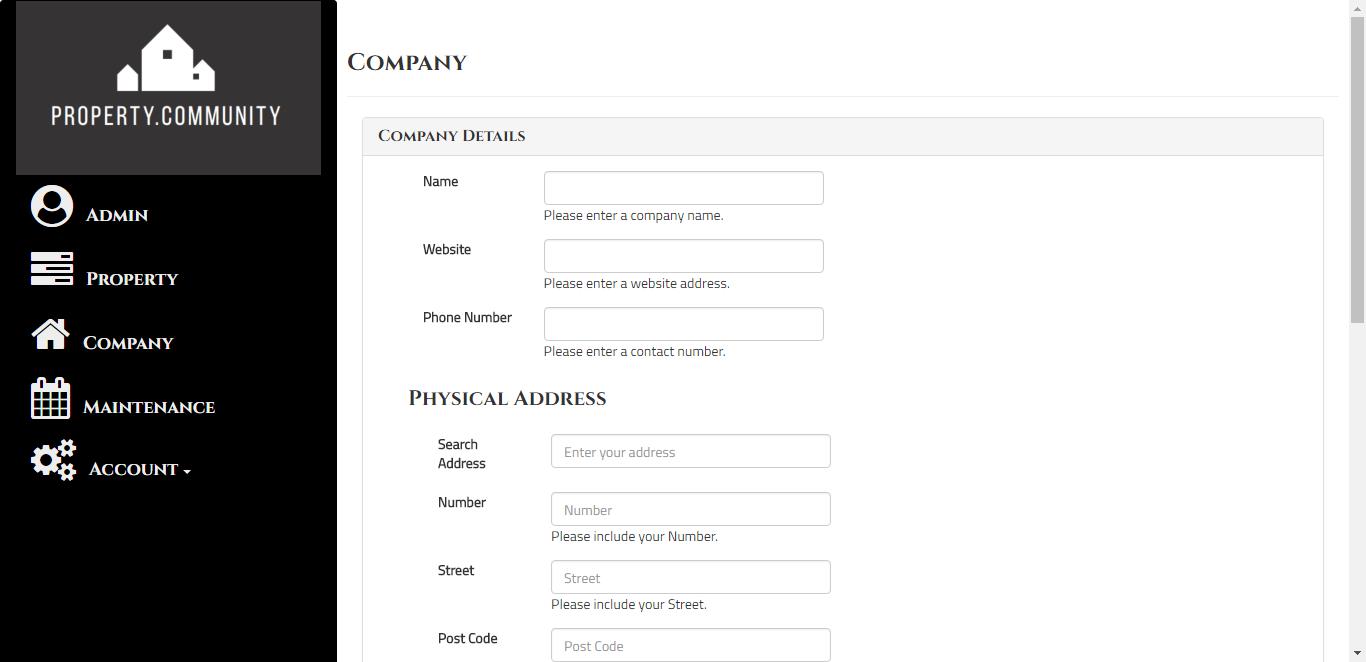 PROPERTY.COMMUNITY
Admin
Property
Company
Maintenance
Account
Company
Company Details
Name
Please enter a company name.
Website
Please enter a website address.
Phone Number
Please enter a contact number.
Physical Address
Search
Address
Enter your address
Number
Number
Please include your Number.
Street
Street
Please include your Street.
Post Code
Post Code